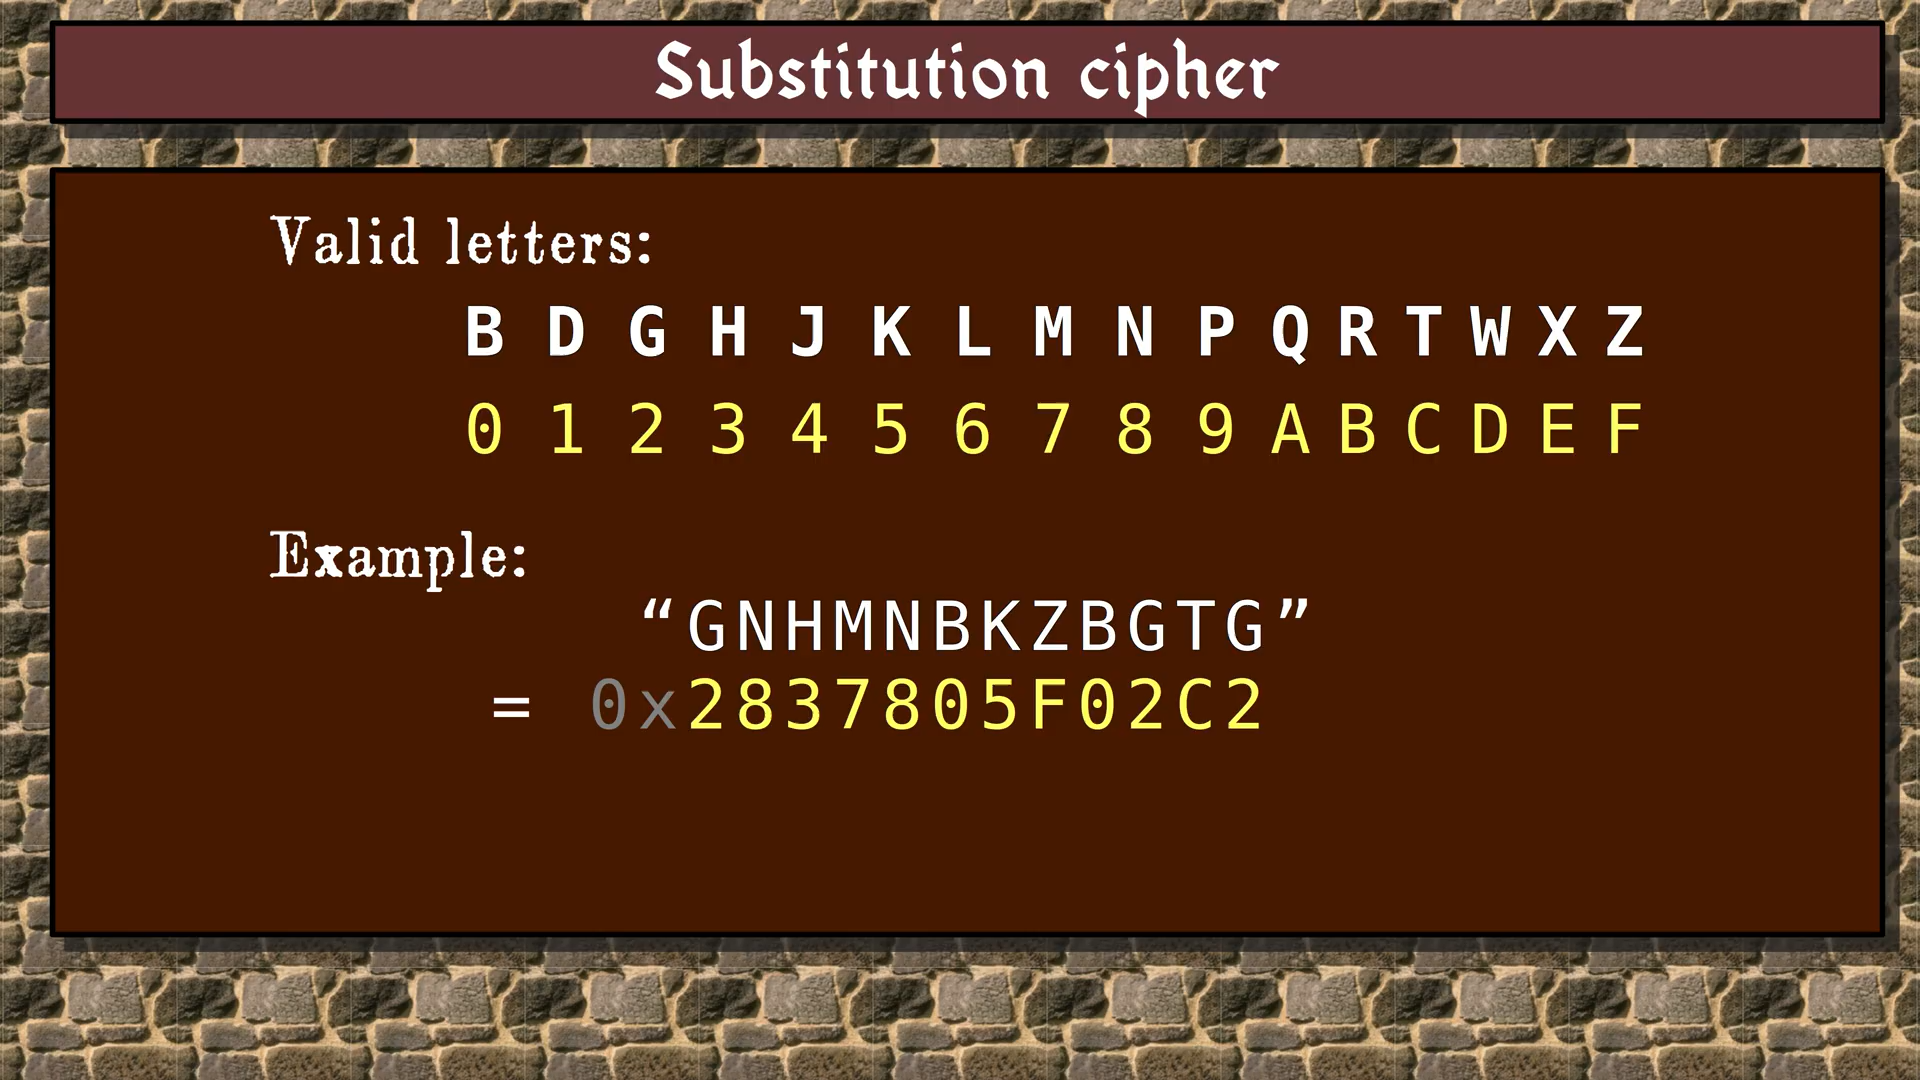 Substitution cipher
Valid letters:
B D G H J K L M N P Q R T W X Z
0 1 2 3 4 5 6 7 8 9 A B C D E F
Example:
“GNHMNBKZBGTG”
= 0x2837805F02C2